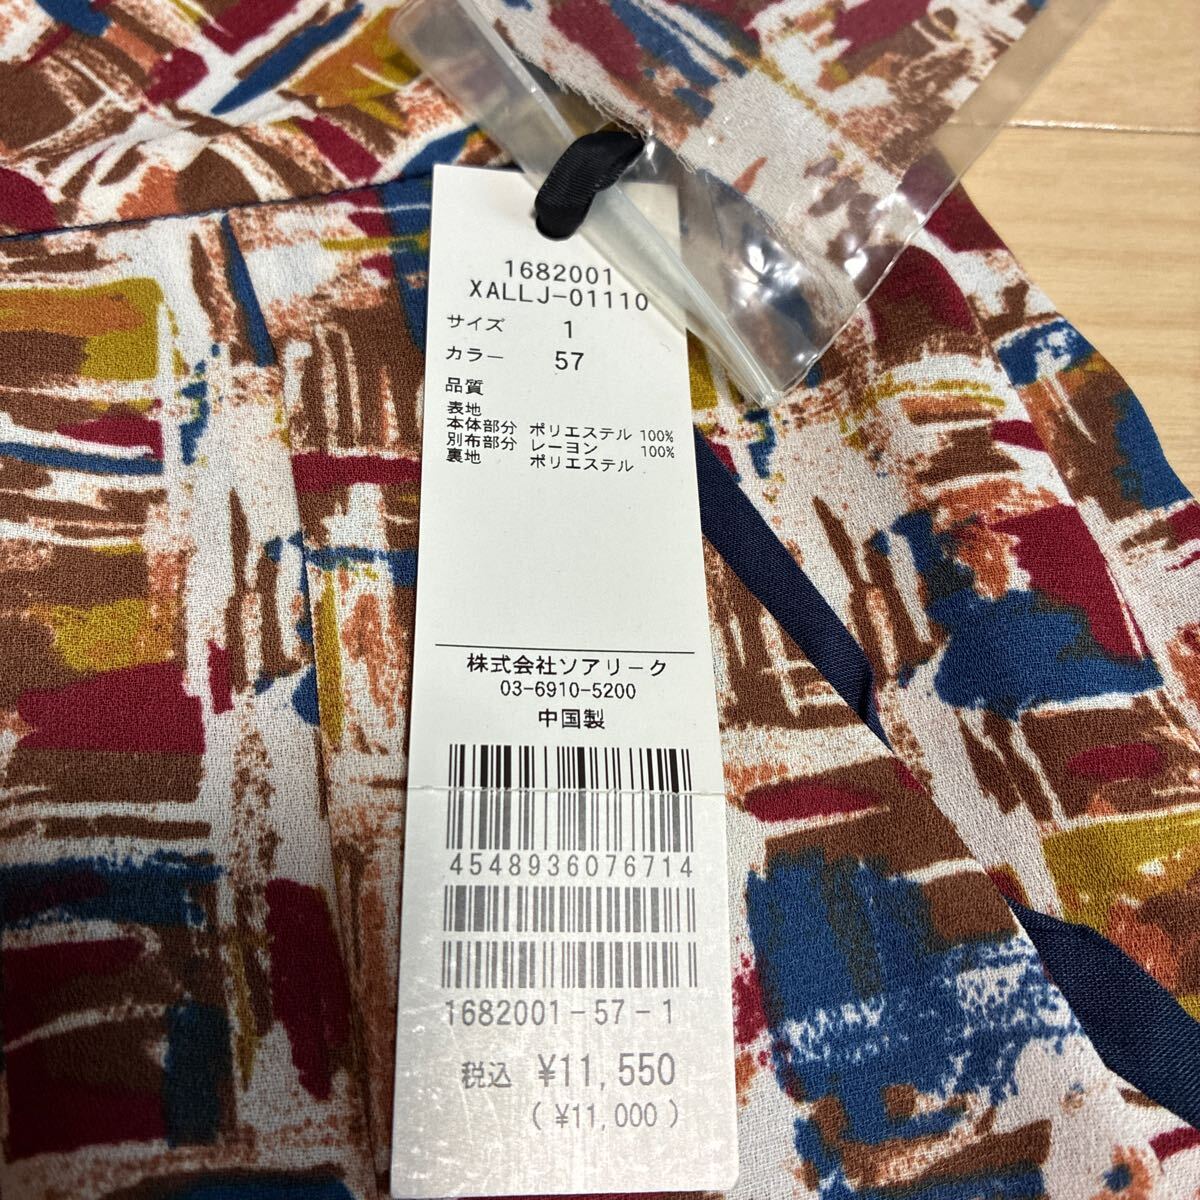 1682001
XALLJ-01110
サイズ 1
カラー 57
品質
表地
本体部分 ポリエステル 100%
別布部分 レーヨン 100%
裏地 ポリエステル
株式会社ソアリーク
03-6910-5200
中国製
4548936076714
1682001-57-1
税込 ¥11,550
(¥11,000)